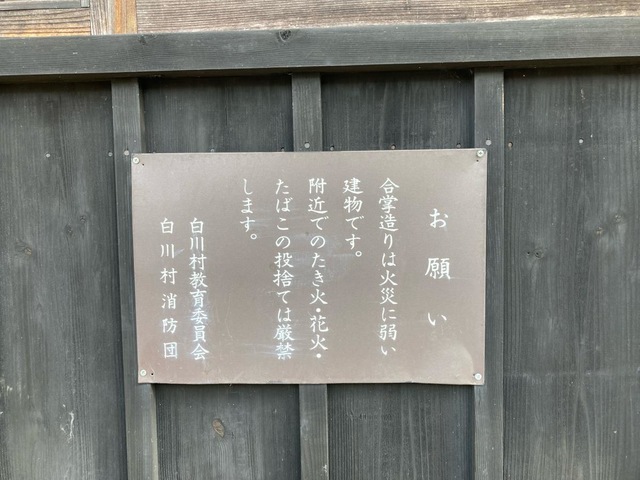 お願い
合掌造りは火災に弱い
建物です。
附近でのたき火・花火・
たばこの投捨ては厳禁
します。
白川村教育委員会
白川村消防団